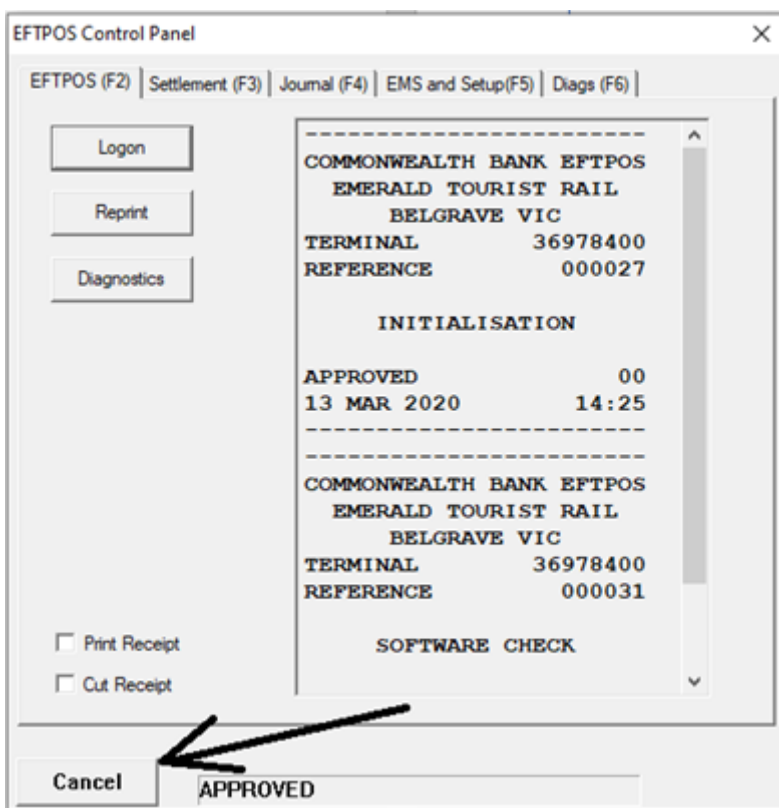 EFTPOS Control Panel
EFTPOS (F2) Settlement (F3) Journal (F4) EMS and Setup(F5) Diags (F6)
Logon
Reprint
Diagnostics
------------------------
COMMONWEALTH BANK EFTPOS
EMERALD TOURIST RAIL
BELGRAVE VIC
TERMINAL 36978400
REFERENCE 000027
INITIALISATION
APPROVED 00
13 MAR 2020 14:25
------------------------
------------------------
COMMONWEALTH BANK EFTPOS
EMERALD TOURIST RAIL
BELGRAVE VIC
TERMINAL 36978400
REFERENCE 000031
SOFTWARE CHECK
Print Receipt
Cut Receipt
Cancel
APPROVED